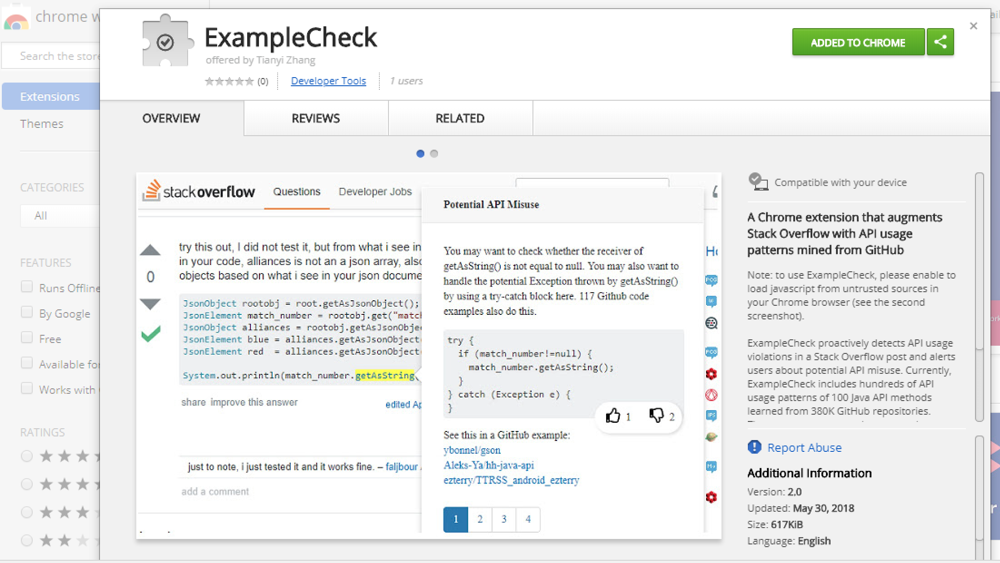 chrome
Search the store
Extensions
Themes
CATEGORIES
All
FEATURES
Runs Offline
By Google
Free
Available for
Works with
RATINGS
ExampleCheck
offered by Tianyi Zhang
(0)
Developer Tools
1 users
ADDED TO CHROME
OVERVIEW
REVIEWS
RELATED
stackoverflow
Questions
Developer Jobs
try this out, I did not test it, but from what i see in
in your code, alliances is not an a json array, also
objects based on what i see in your json docume
0
JsonObject rootobj = root.getAsJsonObject();
JsonElement match_number = rootobj.get("match
JsonObject alliances = rootobj.getAsJsonObje
JsonElement blue = alliances.getAsJsonObject
JsonElement red  = alliances.getAsJsonObject
System.out.println(match_number.getAsString
share improve this answer
edited Ap
just to note, i just tested it and it works fine. – faljbour
add a comment
Potential API Misuse
You may want to check whether the receiver of
getAsString() is not equal to null. You may also want to
handle the potential Exception thrown by getAsString()
by using a try-catch block here. 117 Github code
examples also do this.
try {
if (match_number!=null) {
match_number.getAsString();
}
} catch (Exception e) {
}
1
2
See this in a GitHub example:
ybonnel/gson
Aleks-Ya/hh-java-api
ezterry/TTRSS_android_ezterry
1 2 3 4
Compatible with your device
A Chrome extension that augments
Stack Overflow with API usage
patterns mined from GitHub
Note: to use ExampleCheck, please enable to
load javascript from untrusted sources in
your Chrome browser (see the second
screenshot).
ExampleCheck proactively detects API usage
violations in a Stack Overflow post and alerts
users about potential API misuse. Currently,
ExampleCheck includes hundreds of API
usage patterns of 100 Java API methods
learned from 380K GitHub repositories.
Report Abuse
Additional Information
Version: 2.0
Updated: May 30, 2018
Size: 617KiB
Language: English